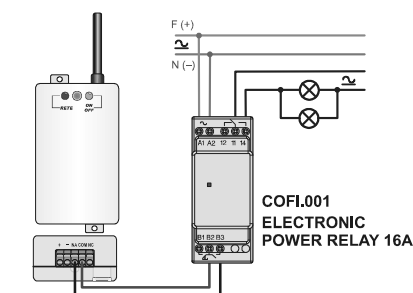 F (+)
N (–)
RETE
ON
OFF
A1 A2 12 11 14
COFI.001
ELECTRONIC
POWER RELAY 16A
B1 B2 B3
+ – NA COM NC